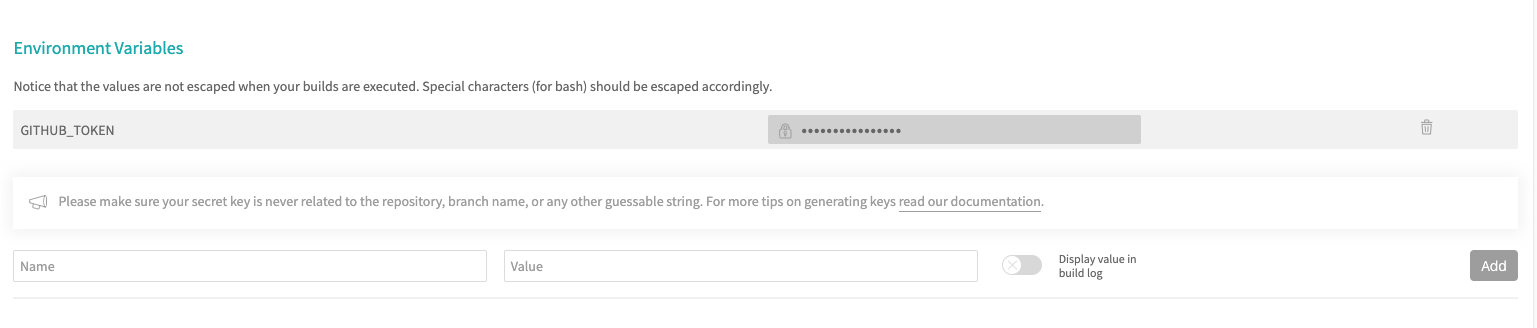 Environment Variables
Notice that the values are not escaped when your builds are executed. Special characters (for bash) should be escaped accordingly.
GITHUB_TOKEN ••••••••••••••••
Please make sure your secret key is never related to the repository, branch name, or any other guessable string. For more tips on generating keys read our documentation.
Name Value Display value in
build log
Add